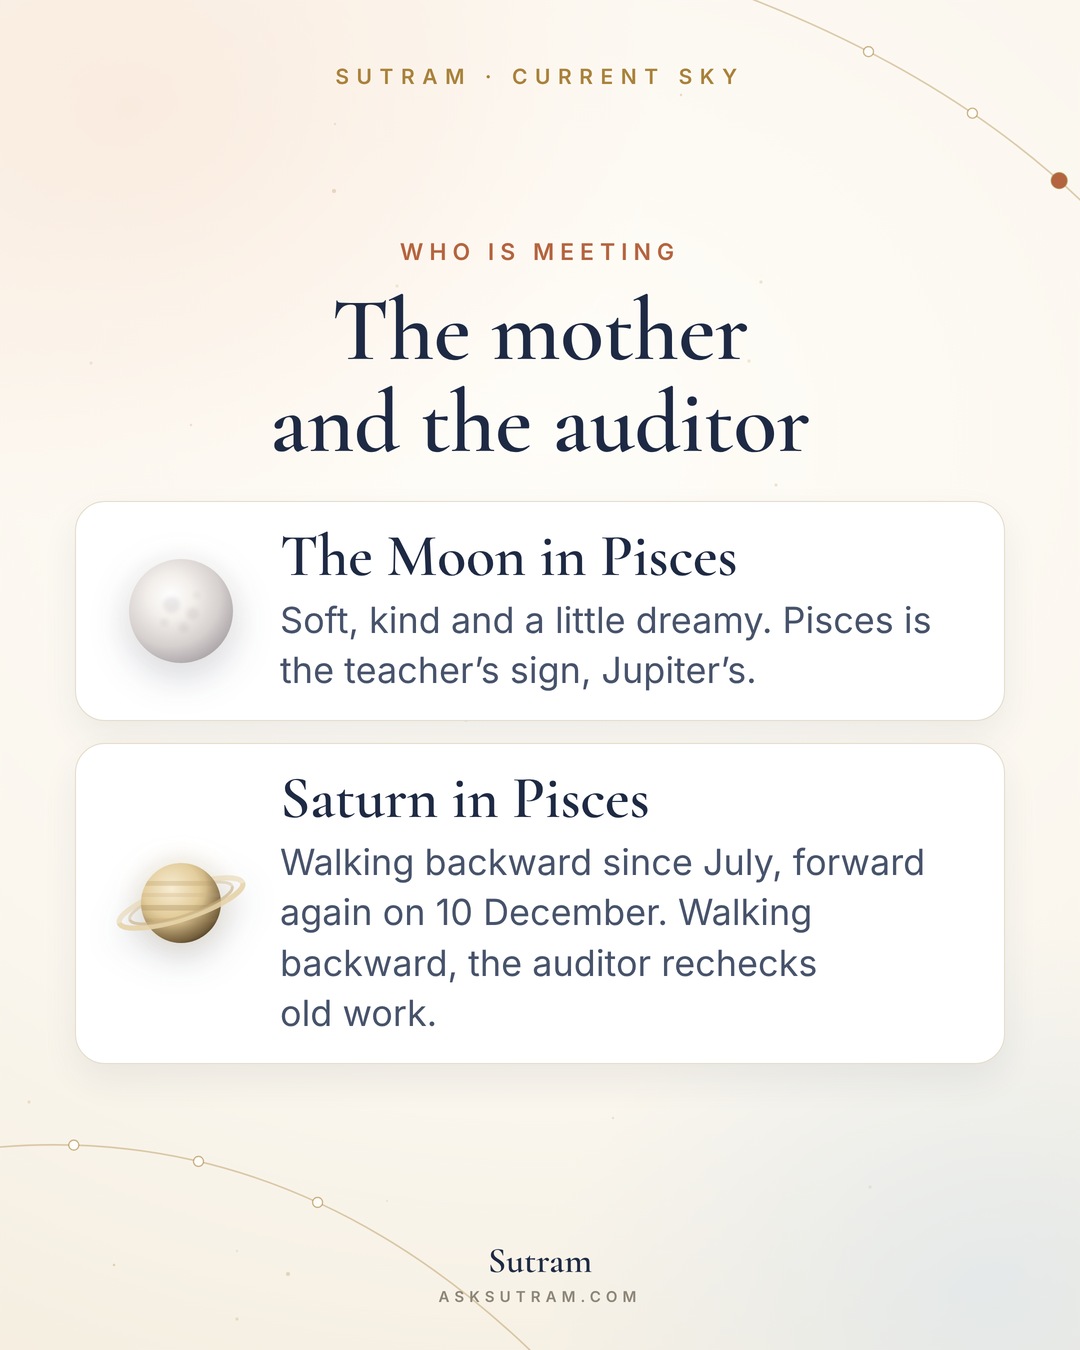 SUTRAM · CURRENT SKY
WHO IS MEETING
The mother
and the auditor
The Moon in Pisces
Soft, kind and a little dreamy. Pisces is
the teacher’s sign, Jupiter’s.
Saturn in Pisces
Walking backward since July, forward
again on 10 December. Walking
backward, the auditor rechecks
old work.
Sutram
ASKSUTRAM.COM